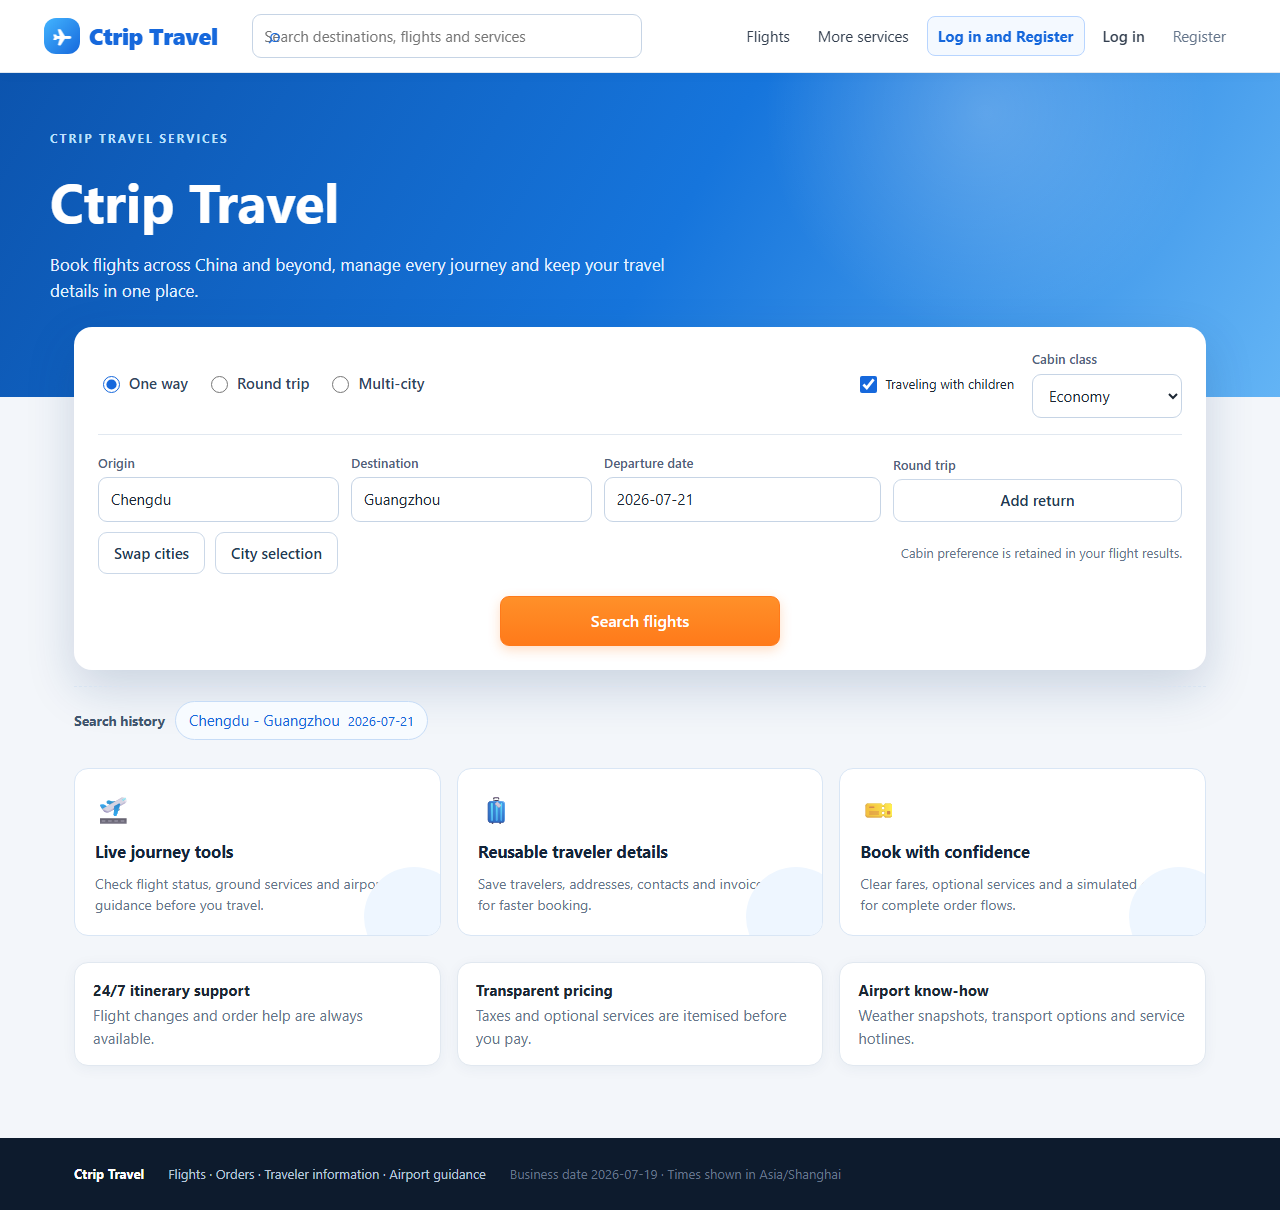 Ctrip Travel
Search destinations, flights and services
Flights
More services
Log in and Register
Log in
Register
CTRIP TRAVEL SERVICES
Ctrip Travel
Book flights across China and beyond, manage every journey and keep your travel
details in one place.
One way
Round trip
Multi-city
Traveling with children
Cabin class
Economy
Origin
Destination
Departure date
Round trip
Chengdu
Guangzhou
2026-07-21
Add return
Swap cities
City selection
Cabin preference is retained in your flight results.
Search flights
Search history
Chengdu - Guangzhou 2026-07-21
Live journey tools
Check flight status, ground services and
guidance before you travel.
Reusable traveler details
Save travelers, addresses, contacts and
for faster booking.
Book with confidence
Clear fares, optional services and a simulated
for complete order flows.
24/7 itinerary support
Flight changes and order help are always
available.
Transparent pricing
Taxes and optional services are itemised before
you pay.
Airport know-how
Weather snapshots, transport options and service
hotlines.
Ctrip Travel
Flights · Orders · Traveler information · Airport guidance
Business date 2026-07-19 · Times shown in Asia/Shanghai